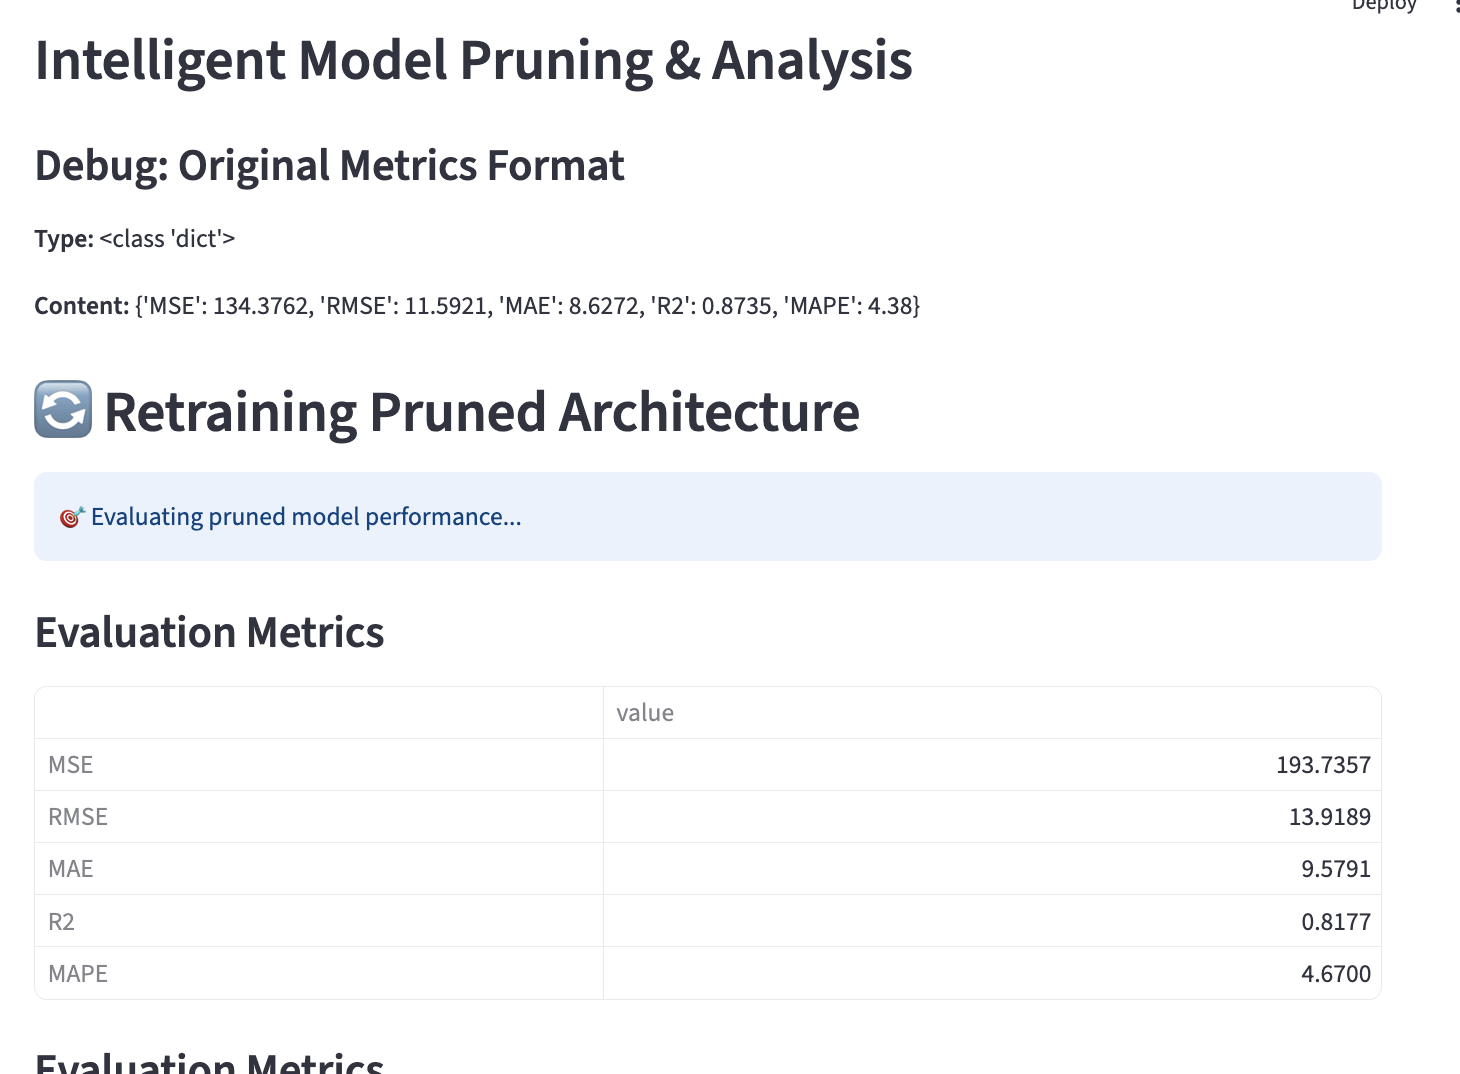 Deploy
Intelligent Model Pruning & Analysis
Debug: Original Metrics Format
Type: <class 'dict'>
Content: {'MSE': 134.3762, 'RMSE': 11.5921, 'MAE': 8.6272, 'R2': 0.8735, 'MAPE': 4.38}
🔄 Retraining Pruned Architecture
🎯 Evaluating pruned model performance...
Evaluation Metrics
value
MSE 193.7357
RMSE 13.9189
MAE 9.5791
R2 0.8177
MAPE 4.6700
Evaluation Metrics